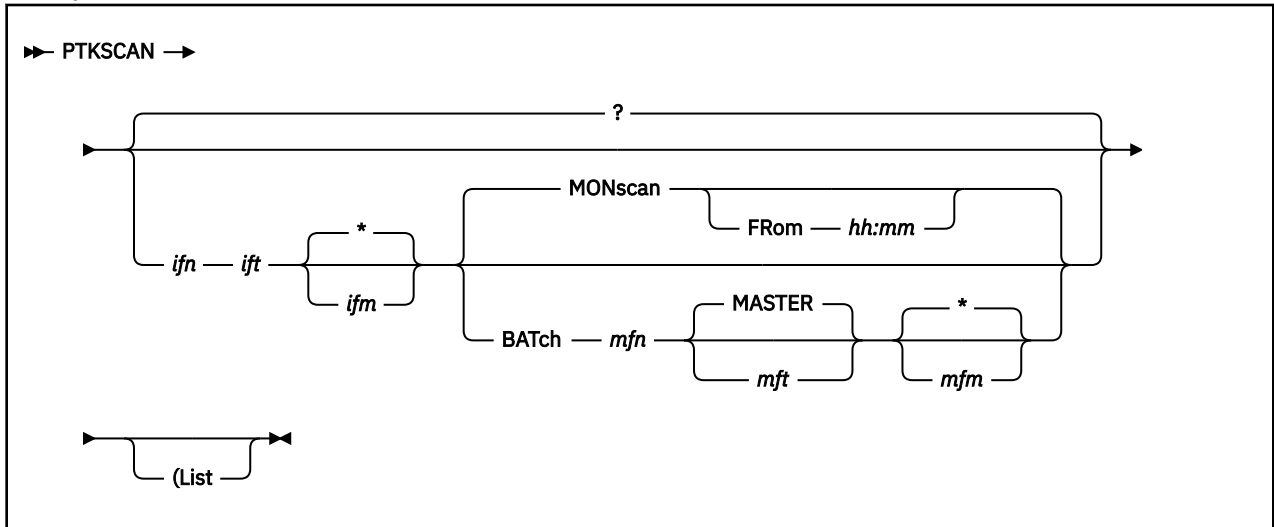 PTKSCAN
?
MONscan
FRom hh:mm
*
ifn ift
ifm
MASTER
*
BATch mfn
mft
mfm
(List